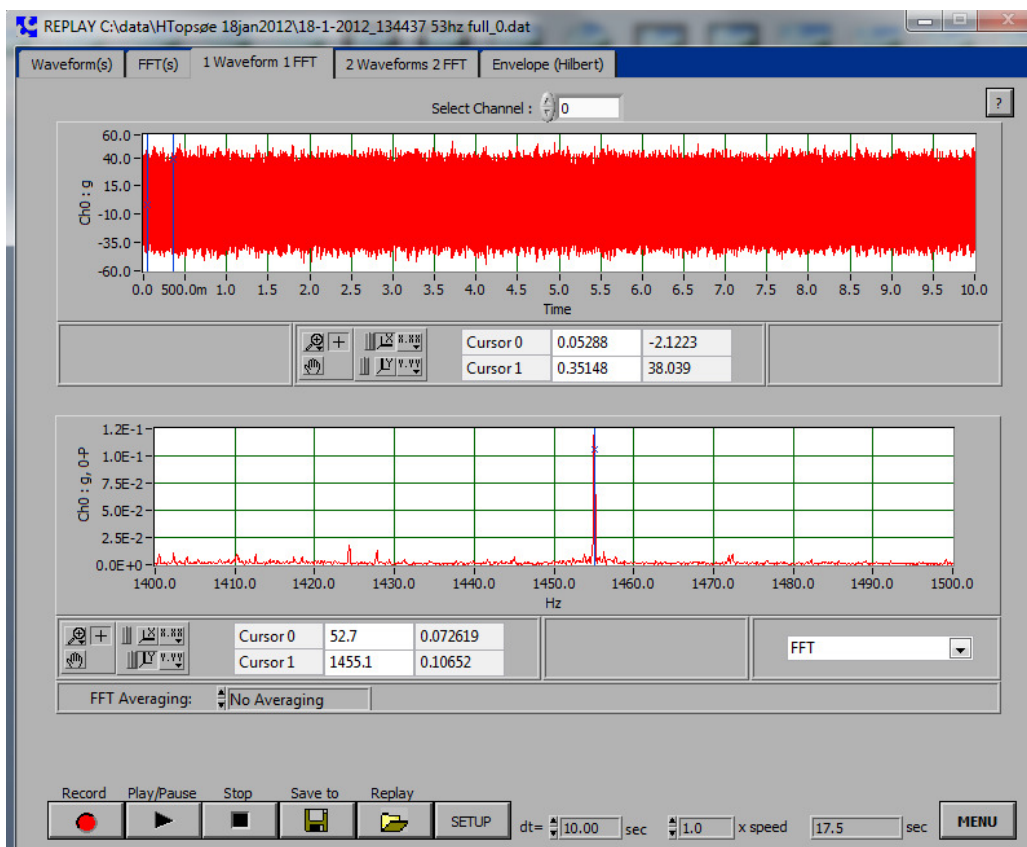 REPLAY C:\data\HTopsøe 18jan2012\18-1-2012_134437 53hz full_0.dat
Waveform(s) FFT(s) 1 Waveform 1 FFT 2 Waveforms 2 FFT Envelope (Hilbert)
Select Channel : 0 ?
60.0
40.0
15.0
-10.0
-35.0
-60.0
Ch0 : g
0.0 500.0m 1.0 1.5 2.0 2.5 3.0 3.5 4.0 4.5 5.0 5.5 6.0 6.5 7.0 7.5 8.0 8.5 9.0 9.5 10.0
Time
X X.XX Cursor 0 0.05288 -2.1223
Y Y.YY Cursor 1 0.35148 38.039
1.2E-1
1.0E-1
7.5E-2
5.0E-2
2.5E-2
0.0E+0
Ch0 : g, 0-P
1400.0 1410.0 1420.0 1430.0 1440.0 1450.0 1460.0 1470.0 1480.0 1490.0 1500.0
Hz
X X.XX Cursor 0 52.7 0.072619
Y Y.YY Cursor 1 1455.1 0.10652
FFT
FFT Averaging: No Averaging
Record Play/Pause Stop Save to Replay
SETUP dt= 10.00 sec 1.0 x speed 17.5 sec MENU